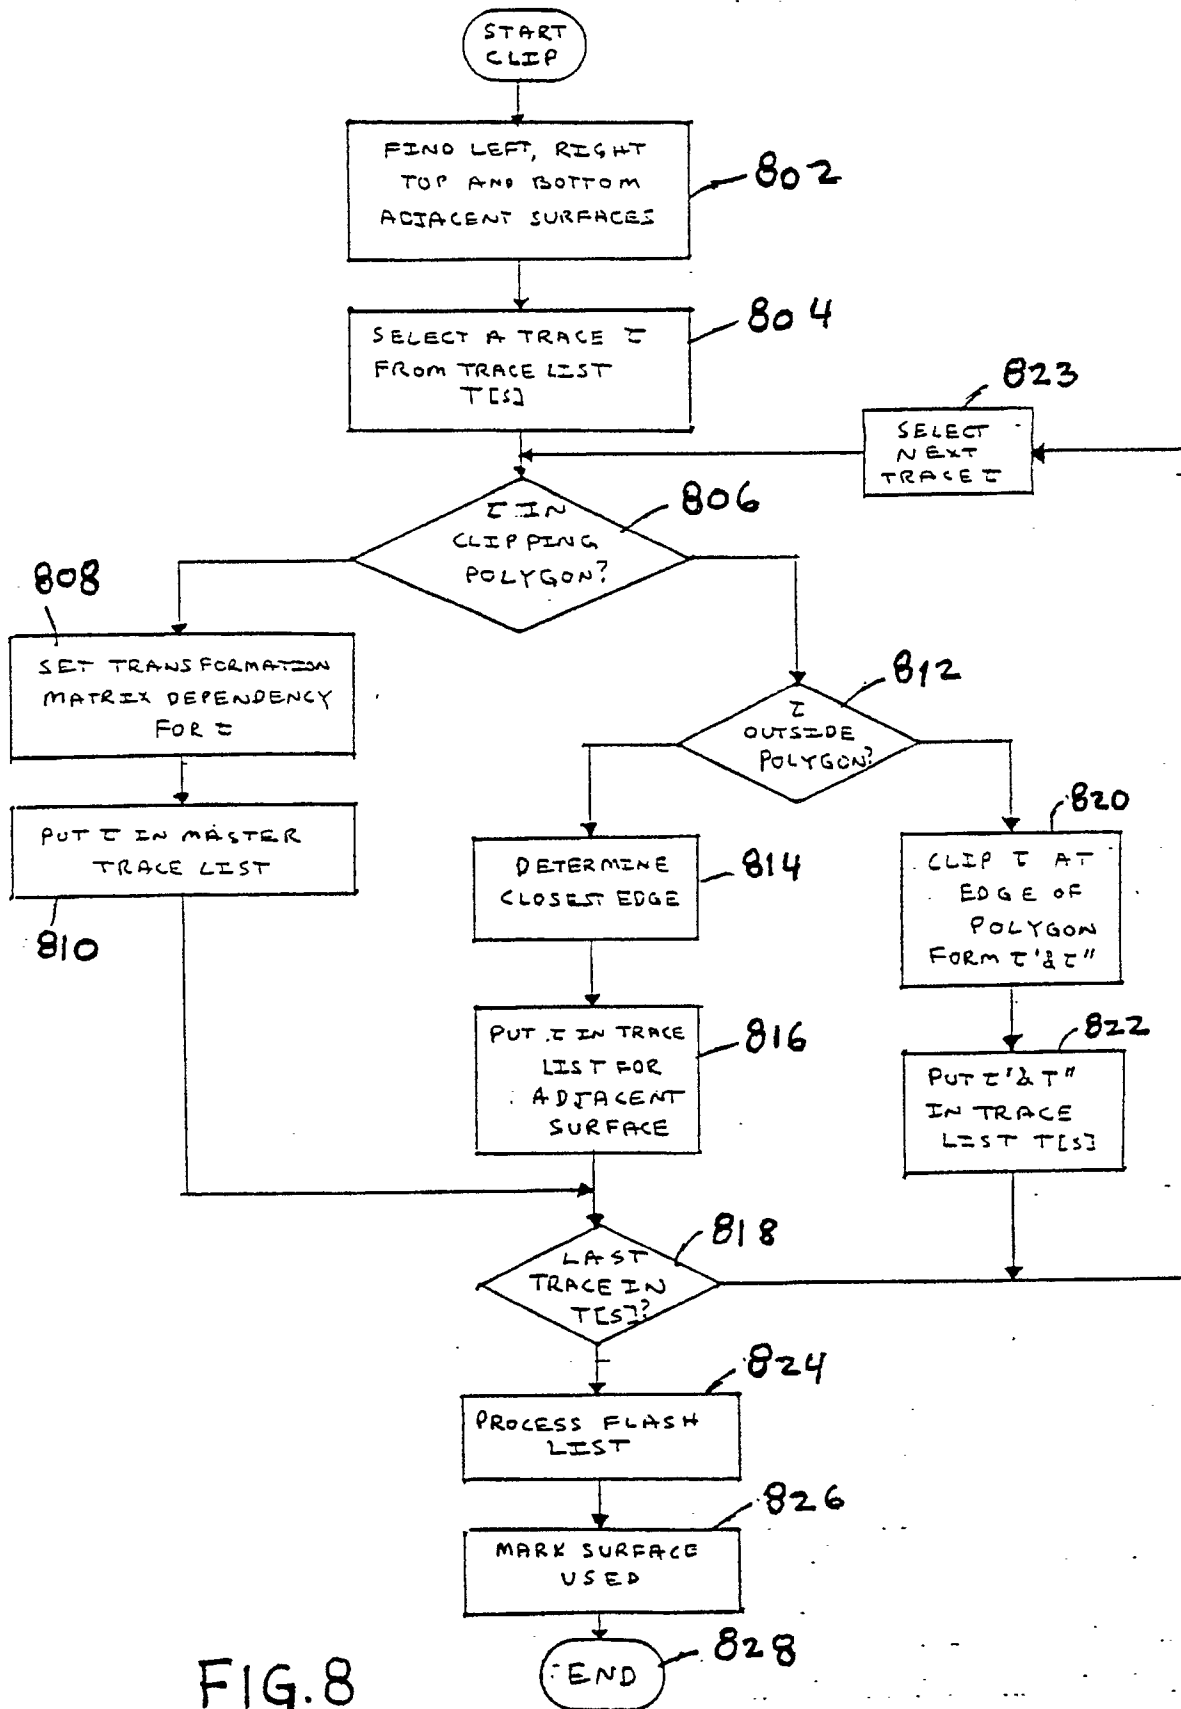 START
CLIP
FIND LEFT, RIGHT
TOP AND BOTTOM
ADJACENT SURFACES
802
SELECT A TRACE τ
FROM TRACE LIST
T[S]
804
823
SELECT
NEXT
TRACE τ
τ IN
CLIPPING
POLYGON?
806
808
SET TRANSFORMATION
MATRIX DEPENDENCY
FOR τ
812
τ
OUTSIDE
POLYGON?
PUT τ IN MASTER
TRACE LIST
810
DETERMINE
CLOSEST EDGE
814
820
CLIP τ AT
EDGE OF
POLYGON
FORM τ'& τ"
PUT τ IN TRACE
LIST FOR
ADJACENT
SURFACE
816
822
PUT τ'& T"
IN TRACE
LIST T[S]
818
LAST
TRACE IN
T[S]?
824
PROCESS FLASH
LIST
826
MARK SURFACE
USED
828
END
FIG.8